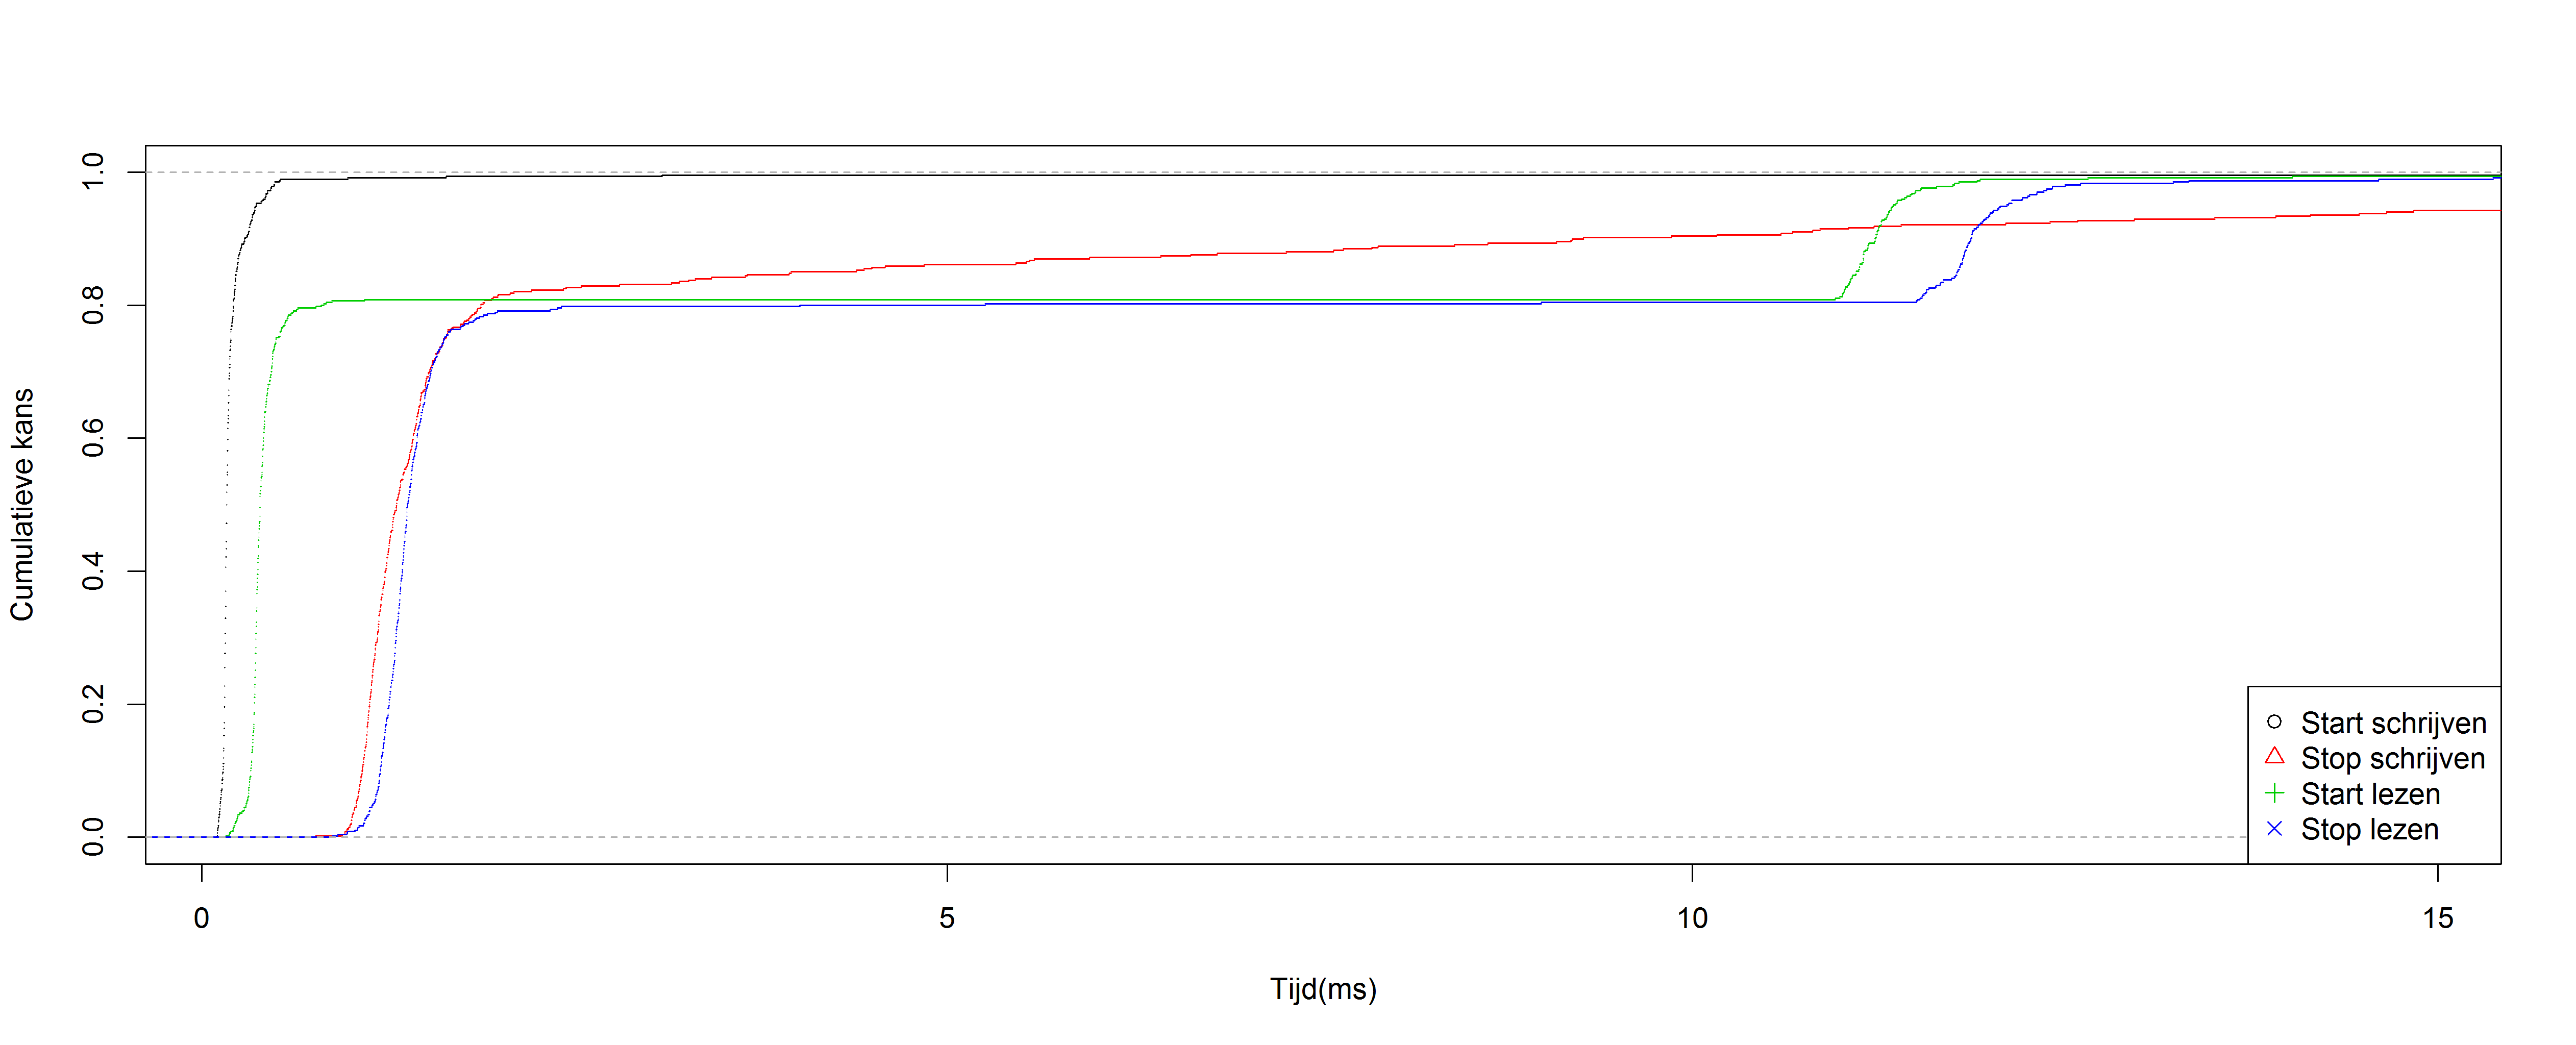 Cumulatieve kans
1.0
0.8
0.6
0.4
0.2
0.0
Start schrijven
Stop schrijven
Start lezen
Stop lezen
0 5 10 15
Tijd(ms)